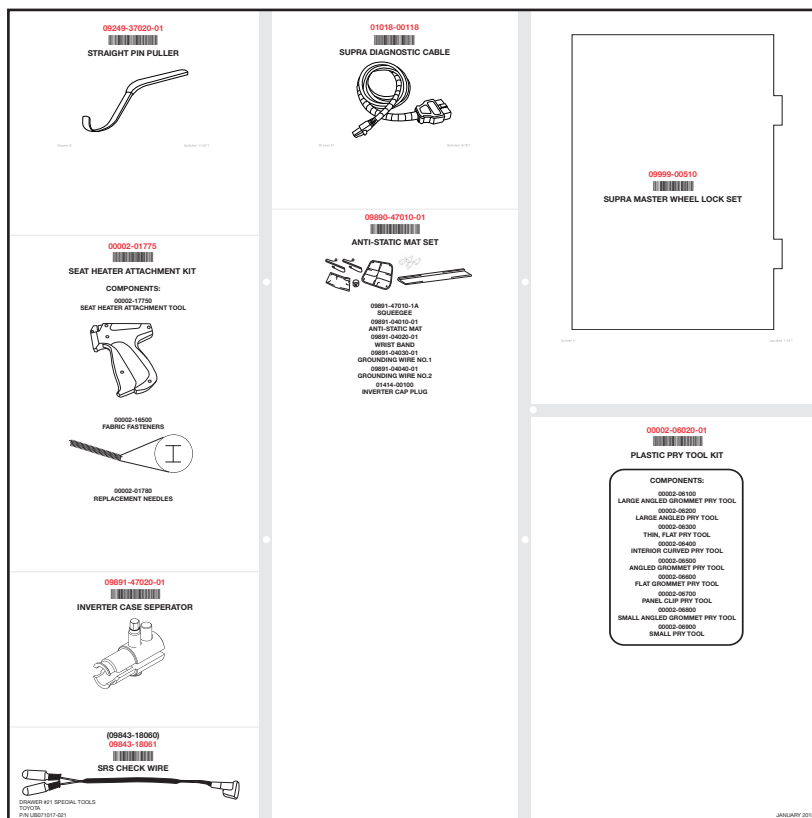 09249-37020-01
STRAIGHT PIN PULLER
00002-01775
SEAT HEATER ATTACHMENT KIT
COMPONENTS:
00002-17750
SEAT HEATER ATTACHMENT TOOL
00002-16500
FABRIC FASTENERS
00002-01780
REPLACEMENT NEEDLES
09891-47020-01
INVERTER CASE SEPERATOR
(09843-18060)
09843-18061
SRS CHECK WIRE
DRAWER #21 SPECIAL TOOLS
TOYOTA
P/N UB071017-021
01018-00118
SUPRA DIAGNOSTIC CABLE
09890-47010-01
ANTI-STATIC MAT SET
09891-47010-1A
SQUEEGEE
09891-04010-01
ANTI-STATIC MAT
09891-04020-01
WRIST BAND
09891-04030-01
GROUNDING WIRE NO.1
09891-04040-01
GROUNDING WIRE NO.2
01414-00100
INVERTER CAP PLUG
09999-00510
SUPRA MASTER WHEEL LOCK SET
00002-06020-01
PLASTIC PRY TOOL KIT
COMPONENTS:
00002-06100
LARGE ANGLED GROMMET PRY TOOL
00002-06200
LARGE ANGLED PRY TOOL
00002-06300
THIN, FLAT PRY TOOL
00002-06400
INTERIOR CURVED PRY TOOL
00002-06500
ANGLED GROMMET PRY TOOL
00002-06600
FLAT GROMMET PRY TOOL
00002-06700
PANEL CLIP PRY TOOL
00002-06800
SMALL ANGLED GROMMET PRY TOOL
00002-06900
SMALL PRY TOOL
JANUARY